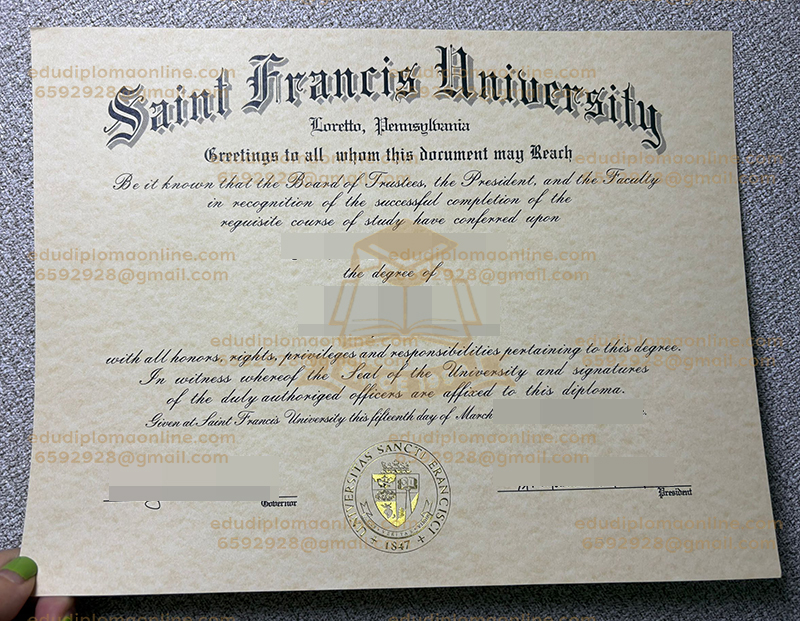 Saint Francis University
Loretto, Pennsylvania
Greetings to all whom this document may Reach
Be it known that the Board of Trustees, the President, and the Faculty
in recognition of the successful completion of the
requisite course of study have conferred upon
the degree of
with all honors, rights, privileges and responsibilities pertaining to this degree.
In witness whereof the Seal of the University and signatures
of the duly authorized officers are affixed to this diploma.
Given at Saint Francis University this fifteenth day of March
Governor
President
UNIVERSITAS SANCTI FRANCISCI
1847
edudiplomaonline.com
6592928@gmail.com